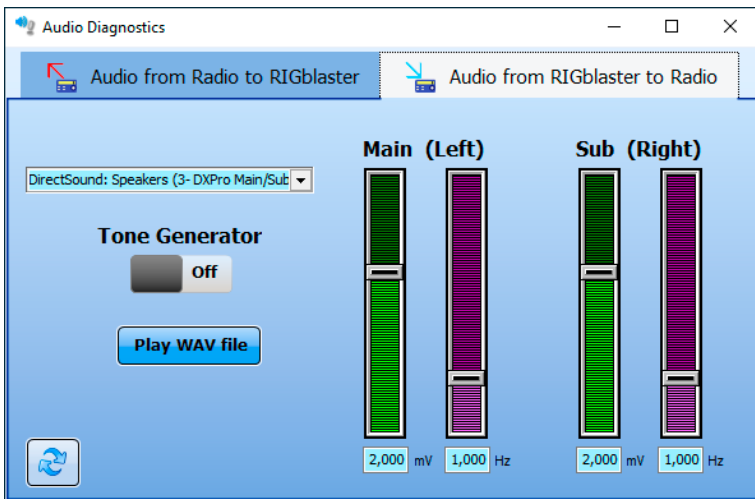 Audio Diagnostics
Audio from Radio to RIGblaster
Audio from RIGblaster to Radio
Main (Left)
Sub (Right)
DirectSound: Speakers (3- DXPro Main/Sub
Tone Generator
Off
Play WAV file
2,000 mV 1,000 Hz
2,000 mV 1,000 Hz